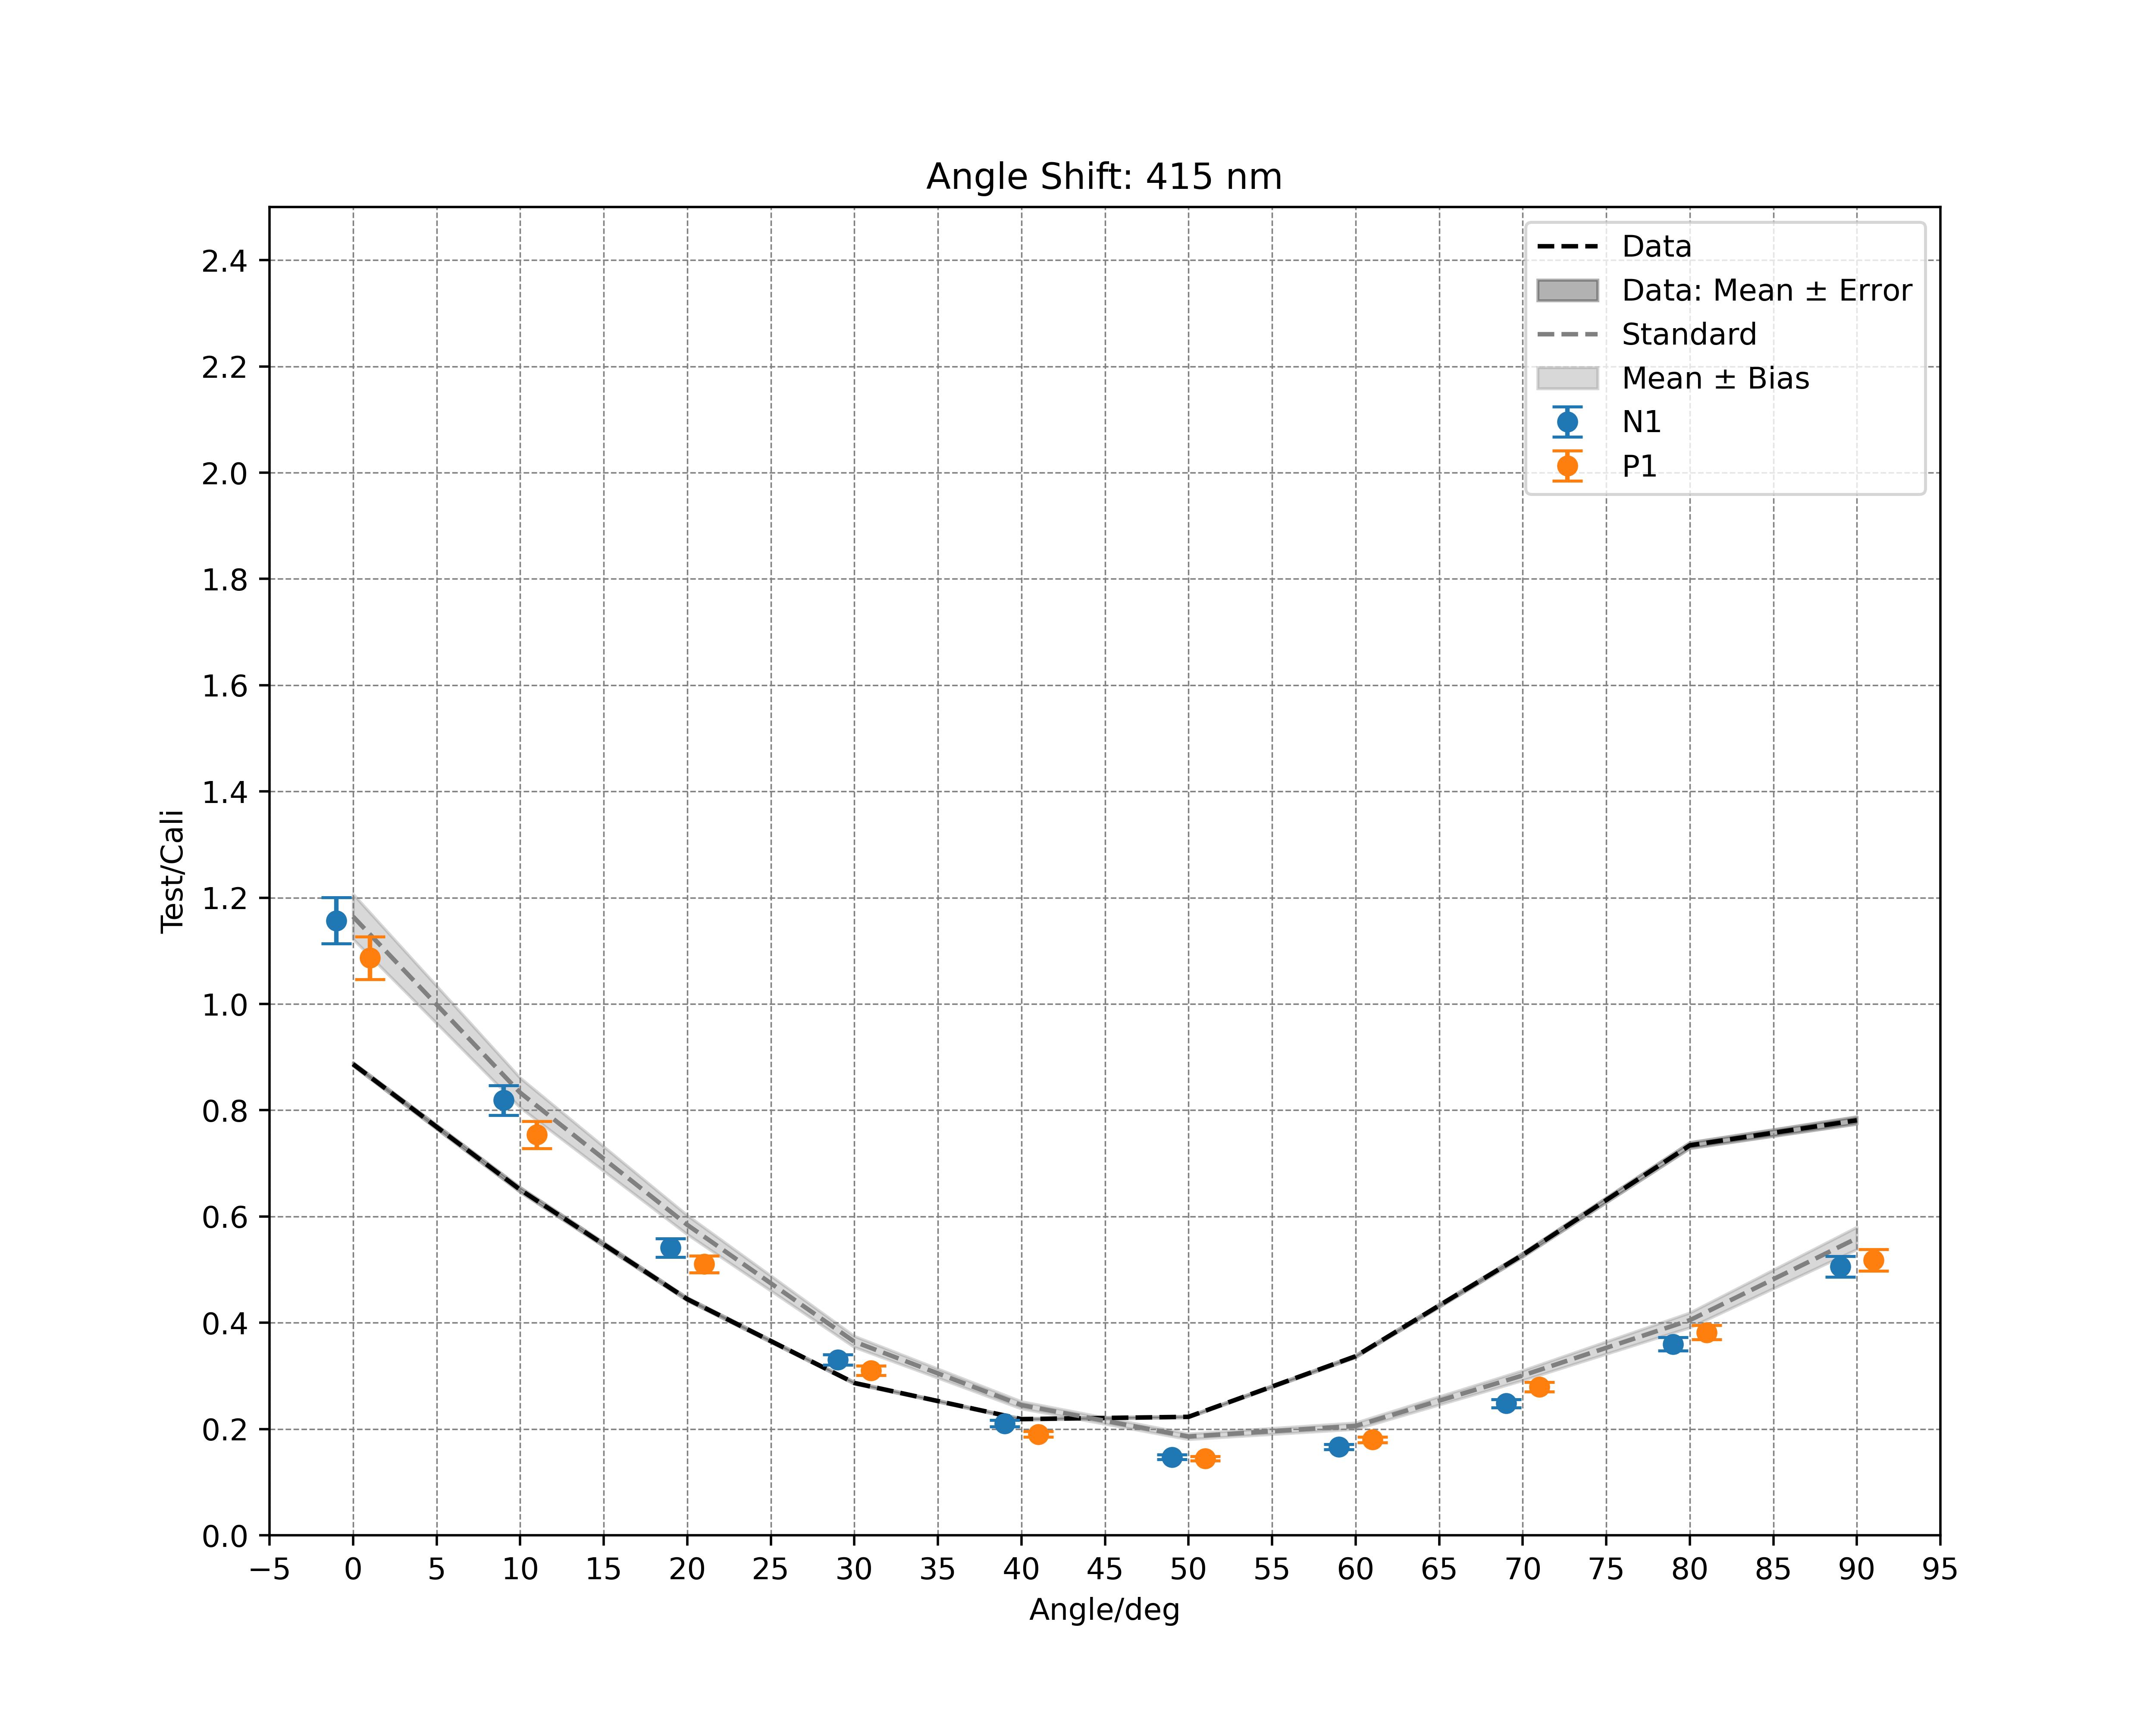 Angle Shift: 415 nm
Data
Data: Mean ± Error
Standard
Mean ± Bias
N1
P1
2.4
2.2
2.0
1.8
1.6
1.4
1.2
1.0
0.8
0.6
0.4
0.2
0.0
Test/Cali
−5 0 5 10 15 20 25 30 35 40 45 50 55 60 65 70 75 80 85 90 95
Angle/deg